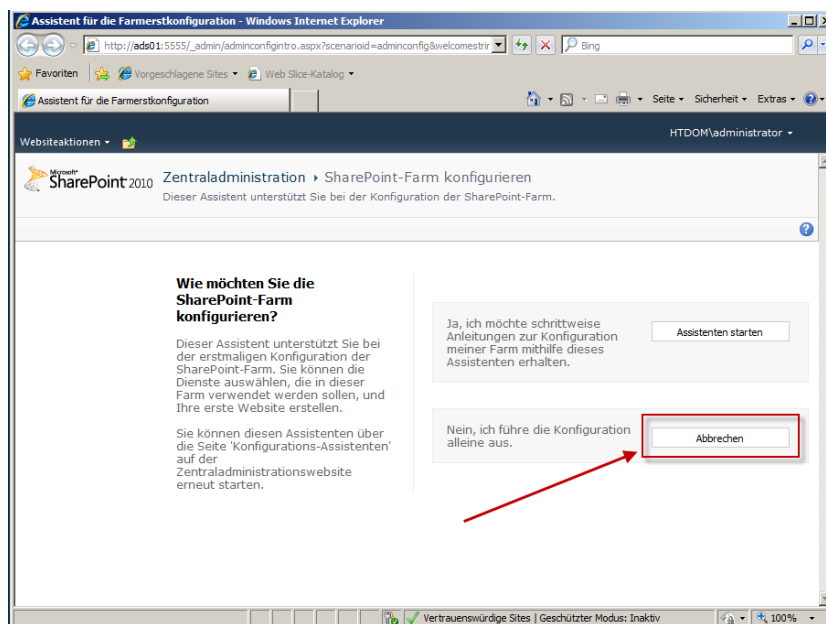 Assistent für die Farmerstkonfiguration - Windows Internet Explorer
http://ads01:5555/_admin/adminconfigintro.aspx?scenarioid=adminconfig&welcomestrir
Bing
Favoriten Vorgeschlagene Sites Web Slice-Katalog
Assistent für die Farmerstkonfiguration
Seite Sicherheit Extras
Websiteaktionen
HTDOM\administrator
Microsoft SharePoint 2010
Zentraladministration SharePoint-Farm konfigurieren
Dieser Assistent unterstützt Sie bei der Konfiguration der SharePoint-Farm.
Wie möchten Sie die
SharePoint-Farm
konfigurieren?
Dieser Assistent unterstützt Sie bei
der erstmaligen Konfiguration der
SharePoint-Farm. Sie können die
Dienste auswählen, die in dieser
Farm verwendet werden sollen, und
Ihre erste Website erstellen.
Sie können diesen Assistenten über
die Seite 'Konfigurations-Assistenten'
auf der
Zentraladministrationswebsite
erneut starten.
Ja, ich möchte schrittweise
Anleitungen zur Konfiguration
meiner Farm mithilfe dieses
Assistenten erhalten.
Assistenten starten
Nein, ich führe die Konfiguration
alleine aus.
Abbrechen
Vertrauenswürdige Sites | Geschützter Modus: Inaktiv
100%